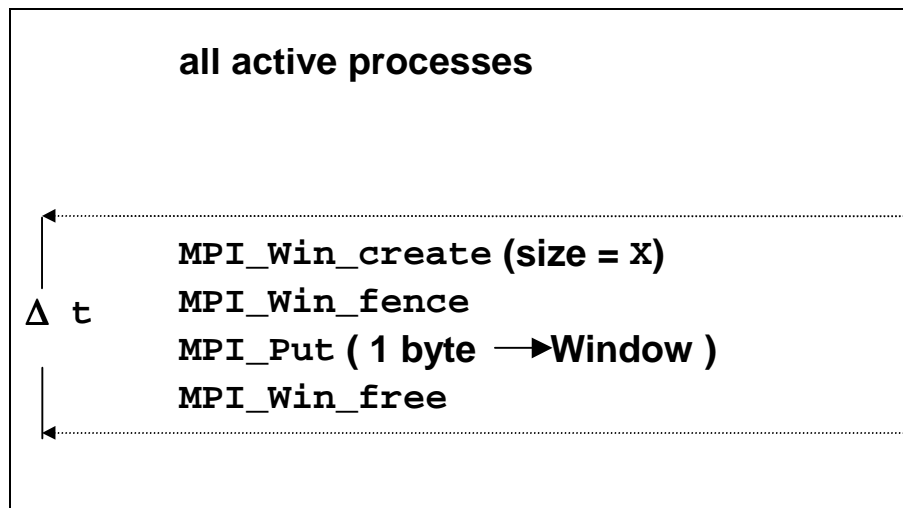 all active processes
MPI_Win_create (size = X)
MPI_Win_fence
Δ t
MPI_Put ( 1 byte → Window )
MPI_Win_free